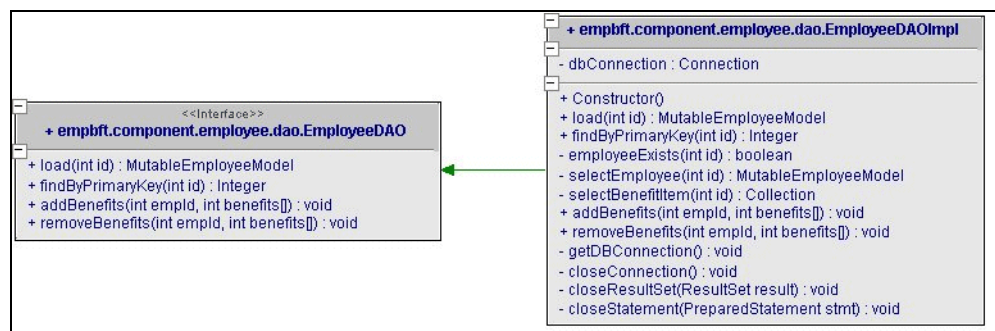 <<Interface>>
+ empbft.component.employee.dao.EmployeeDAO
+ load(int id) : MutableEmployeeModel
+ findByPrimaryKey(int id) : Integer
+ addBenefits(int empId, int benefits[]) : void
+ removeBenefits(int empId, int benefits[]) : void
+ empbft.component.employee.dao.EmployeeDAOImpl
- dbConnection : Connection
+ Constructor()
+ load(int id) : MutableEmployeeModel
+ findByPrimaryKey(int id) : Integer
- employeeExists(int id) : boolean
- selectEmployee(int id) : MutableEmployeeModel
- selectBenefitItem(int id) : Collection
+ addBenefits(int empId, int benefits[]) : void
+ removeBenefits(int empId, int benefits[]) : void
- getDBConnection() : void
- closeConnection() : void
- closeResultSet(ResultSet result) : void
- closeStatement(PreparedStatement stmt) : void